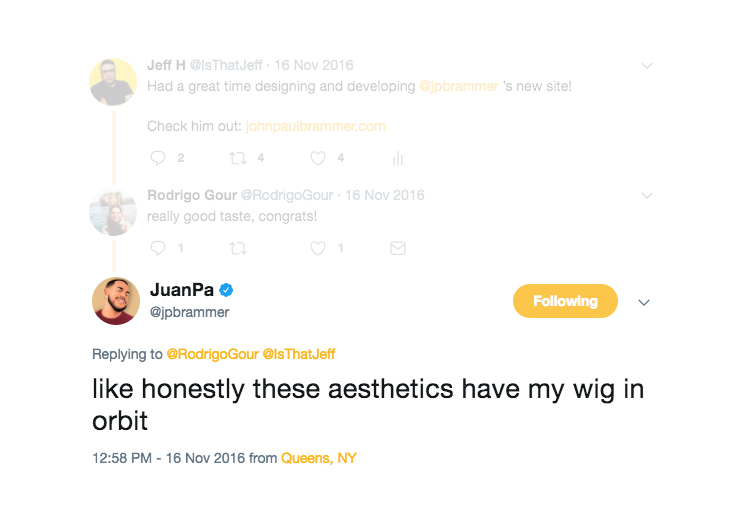 Jeff H @IsThatJeff · 16 Nov 2016
Had a great time designing and developing @jpbrammer 's new site!
Check him out: johnpaulbrammer.com
2 4 4
Rodrigo Gour @RodrigoGour · 16 Nov 2016
really good taste, congrats!
1 1
JuanPa
Following
@jpbrammer
Replying to @RodrigoGour @IsThatJeff
like honestly these aesthetics have my wig in
orbit
12:58 PM - 16 Nov 2016 from Queens, NY